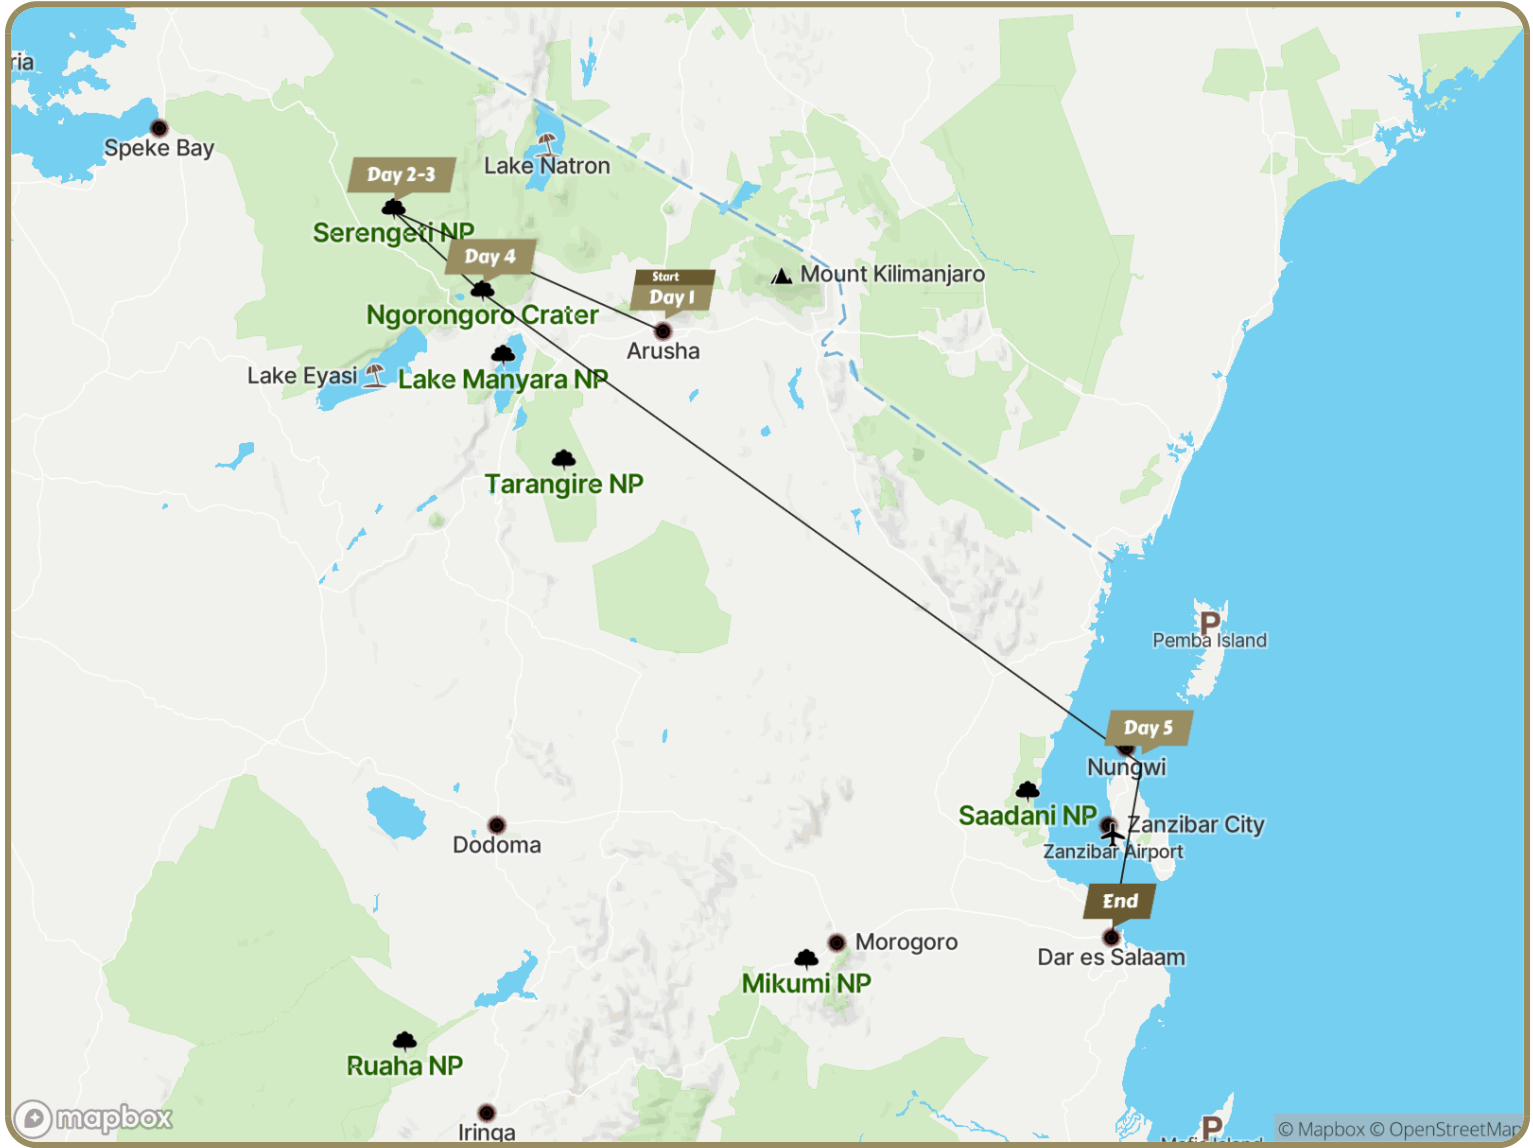 ria
Speke Bay
Lake Natron
Day 2-3
Serengeti NP
Day 4
Ngorongoro Crater
Start
Day 1
Arusha
Mount Kilimanjaro
Lake Eyasi
Lake Manyara NP
Tarangire NP
P
Pemba Island
Day 5
Nungwi
Saadani NP
Zanzibar City
Zanzibar Airport
Dodoma
End
Dar es Salaam
Morogoro
Mikumi NP
Ruaha NP
Iringa
P
Mafia Island
mapbox
© Mapbox © OpenStreetMap